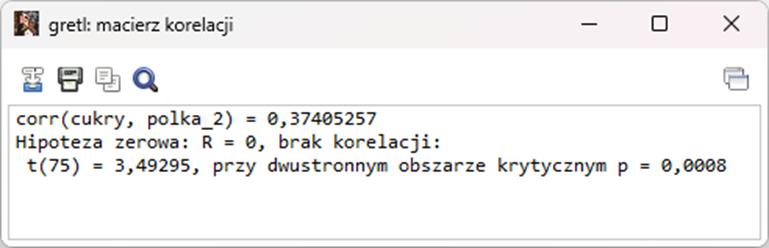 gretl: macierz korelacji
corr(cukry, polka_2) = 0,37405257
Hipoteza zerowa: R = 0, brak korelacji:
t(75) = 3,49295, przy dwustronnym obszarze krytycznym p = 0,0008